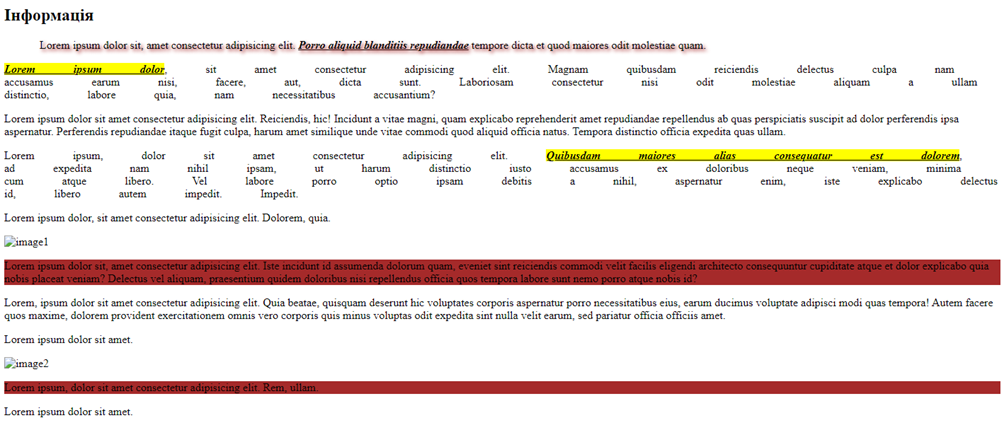 Інформація
Lorem ipsum dolor sit, amet consectetur adipisicing elit. Porro aliquid blanditiis repudiandae tempore dicta et quod maiores odit molestiae quam.
Lorem ipsum dolor, sit amet consectetur adipisicing elit. Magnam quibusdam reiciendis delectus culpa nam
accusamus earum nisi, facere, aut, dicta sunt. Laboriosam consectetur nisi odit molestiae aliquam a ullam
distinctio, labore quia, nam necessitatibus accusantium?
Lorem ipsum dolor sit amet consectetur adipisicing elit. Reiciendis, hic! Incidunt a vitae magni, quam explicabo reprehenderit amet repudiandae repellendus ab quas perspiciatis suscipit ad dolor perferendis ipsa
aspernatur. Perferendis repudiandae itaque fugit culpa, harum amet similique unde vitae commodi quod aliquid officia natus. Tempora distinctio officia expedita quas ullam.
Lorem ipsum, dolor sit amet consectetur adipisicing elit. Quibusdam maiores alias consequatur est dolorem,
ad expedita nam nihil ipsam, ut harum distinctio iusto accusamus ex doloribus neque veniam, minima
cum atque libero. Vel labore porro optio ipsam debitis a nihil, aspernatur enim, iste explicabo delectus
id, libero autem impedit. Impedit.
Lorem ipsum dolor, sit amet consectetur adipisicing elit. Dolorem, quia.
image1
Lorem ipsum dolor sit, amet consectetur adipisicing elit. Iste incidunt id assumenda dolorum quam, eveniet sint reiciendis commodi velit facilis eligendi architecto consequuntur cupiditate atque et dolor explicabo quia
nobis placeat veniam? Delectus vel aliquam, praesentium quidem doloribus nisi repellendus officia quos tempora labore sunt nemo porro atque nobis id?
Lorem, ipsum dolor sit amet consectetur adipisicing elit. Quia beatae, quisquam deserunt hic voluptates corporis aspernatur porro necessitatibus eius, earum ducimus voluptate adipisci modi quas tempora! Autem facere
quos maxime, dolorem provident exercitationem omnis vero corporis quis minus voluptas odit expedita sint nulla velit earum, sed pariatur officia officiis amet.
Lorem ipsum dolor sit amet.
image2
Lorem ipsum, dolor sit amet consectetur adipisicing elit. Rem, ullam.
Lorem ipsum dolor sit amet.